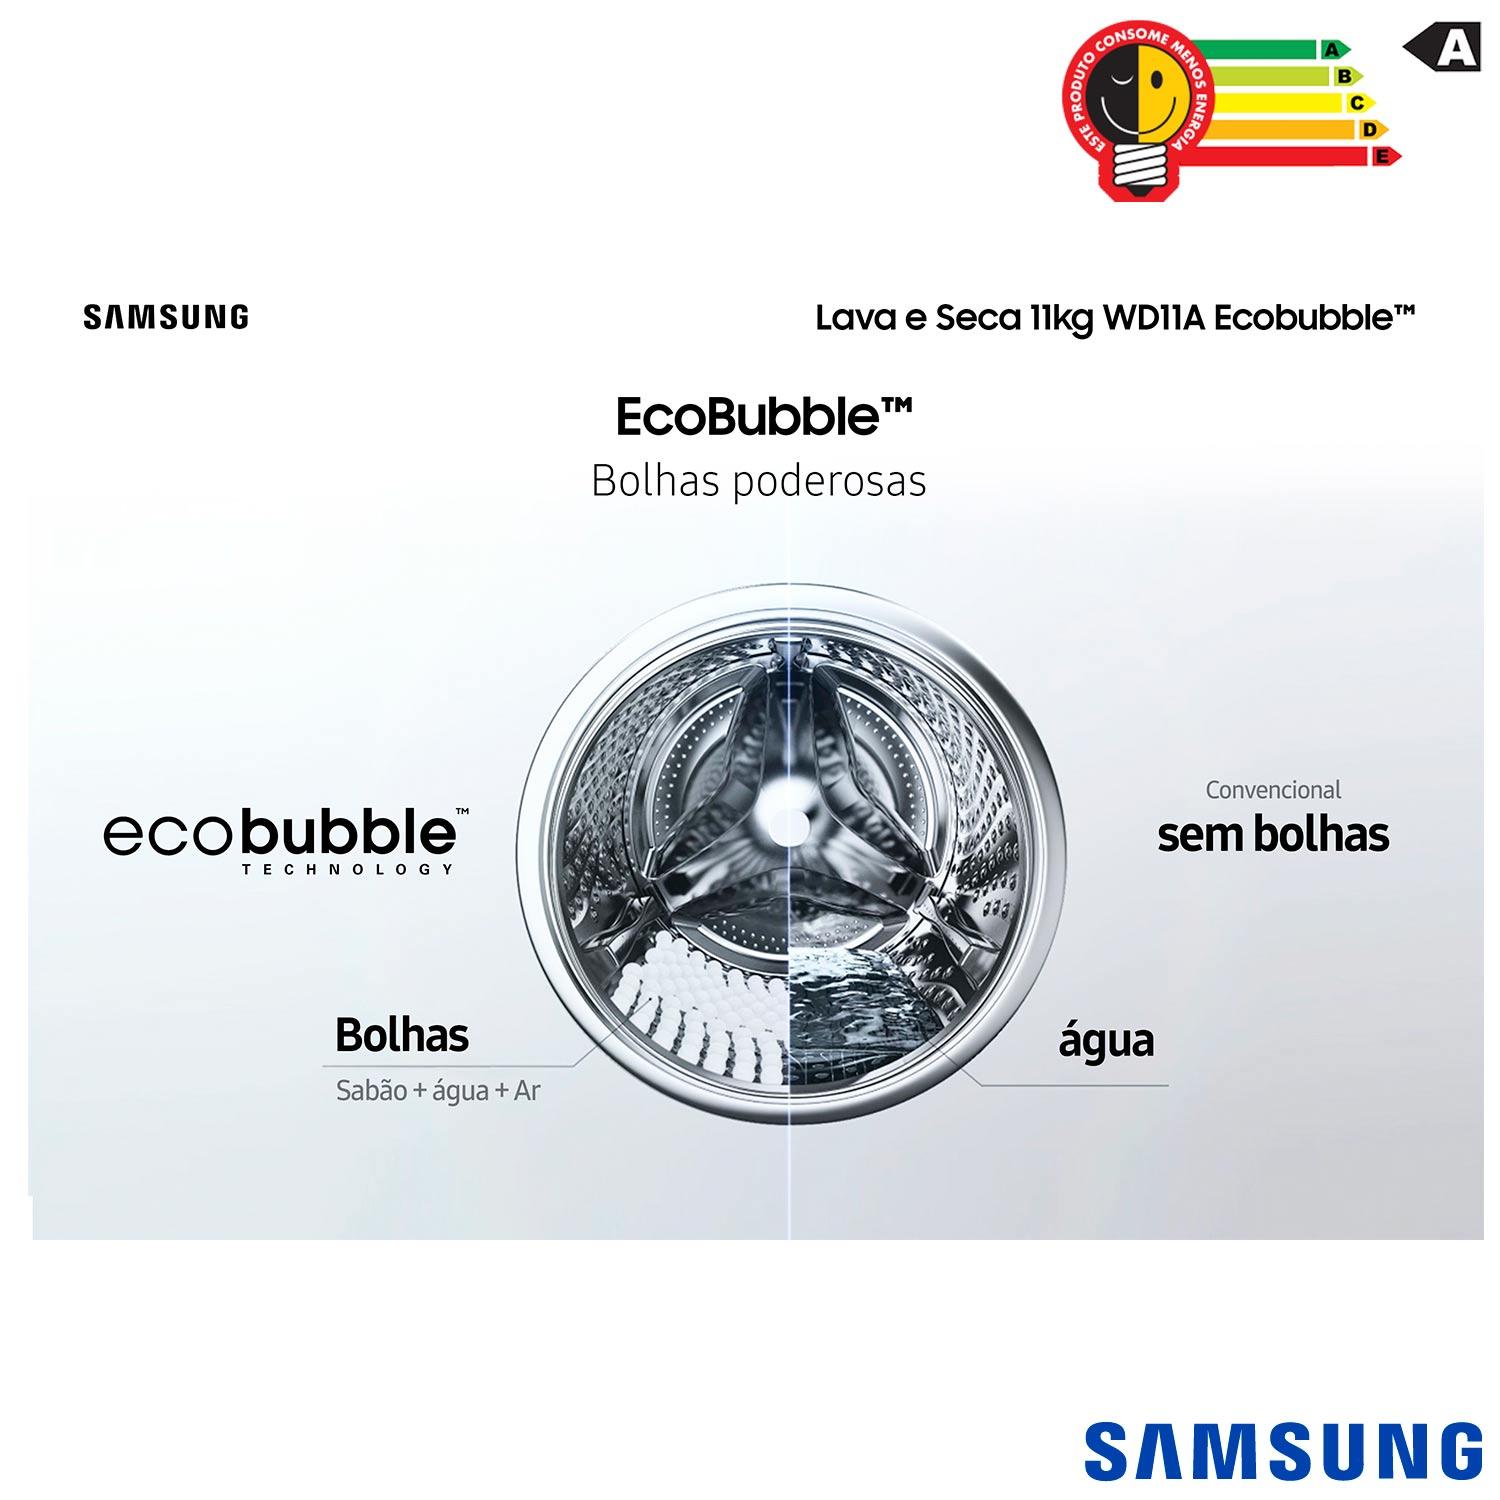 ESTE PRODUTO CONSOME MENOS ENERGIA
A
B
C
D
E
A
SAMSUNG
Lava e Seca 11kg WD11A Ecobubble™
EcoBubble™
Bolhas poderosas
ecobubble™
TECHNOLOGY
Convencional
sem bolhas
Bolhas
Sabão + água + Ar
água
SAMSUNG